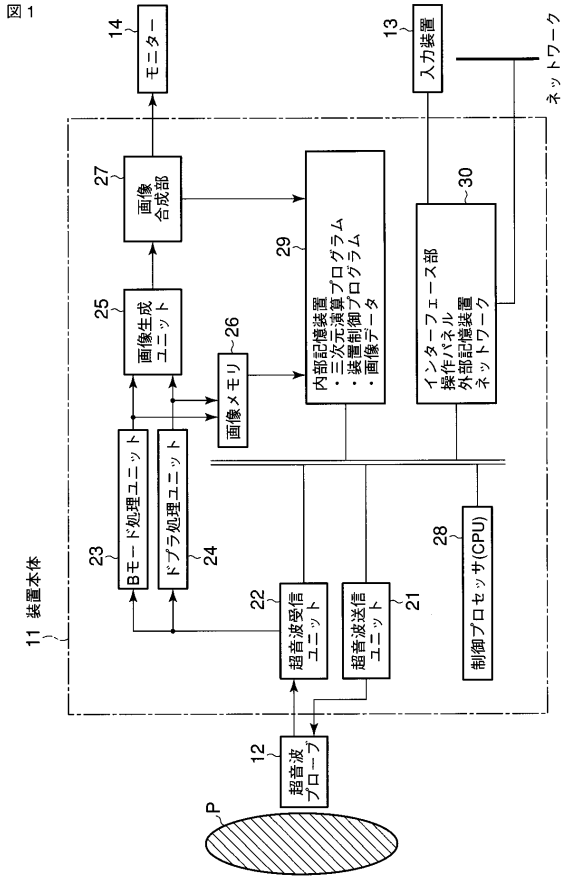 図1
P
12
超音波
プローブ
11 装置本体
21
超音波送信
ユニット
22
超音波受信
ユニット
23
Bモード処理ユニット
24
ドプラ処理ユニット
25
画像生成
ユニット
26
画像メモリ
27
画像
合成部
14
モニター
28
制御プロセッサ(CPU)
29
内部記憶装置
・三次元演算プログラム
・装置制御プログラム
・画像データ
30
インターフェース部
操作パネル
外部記憶装置
ネットワーク
13
入力装置
ネットワーク